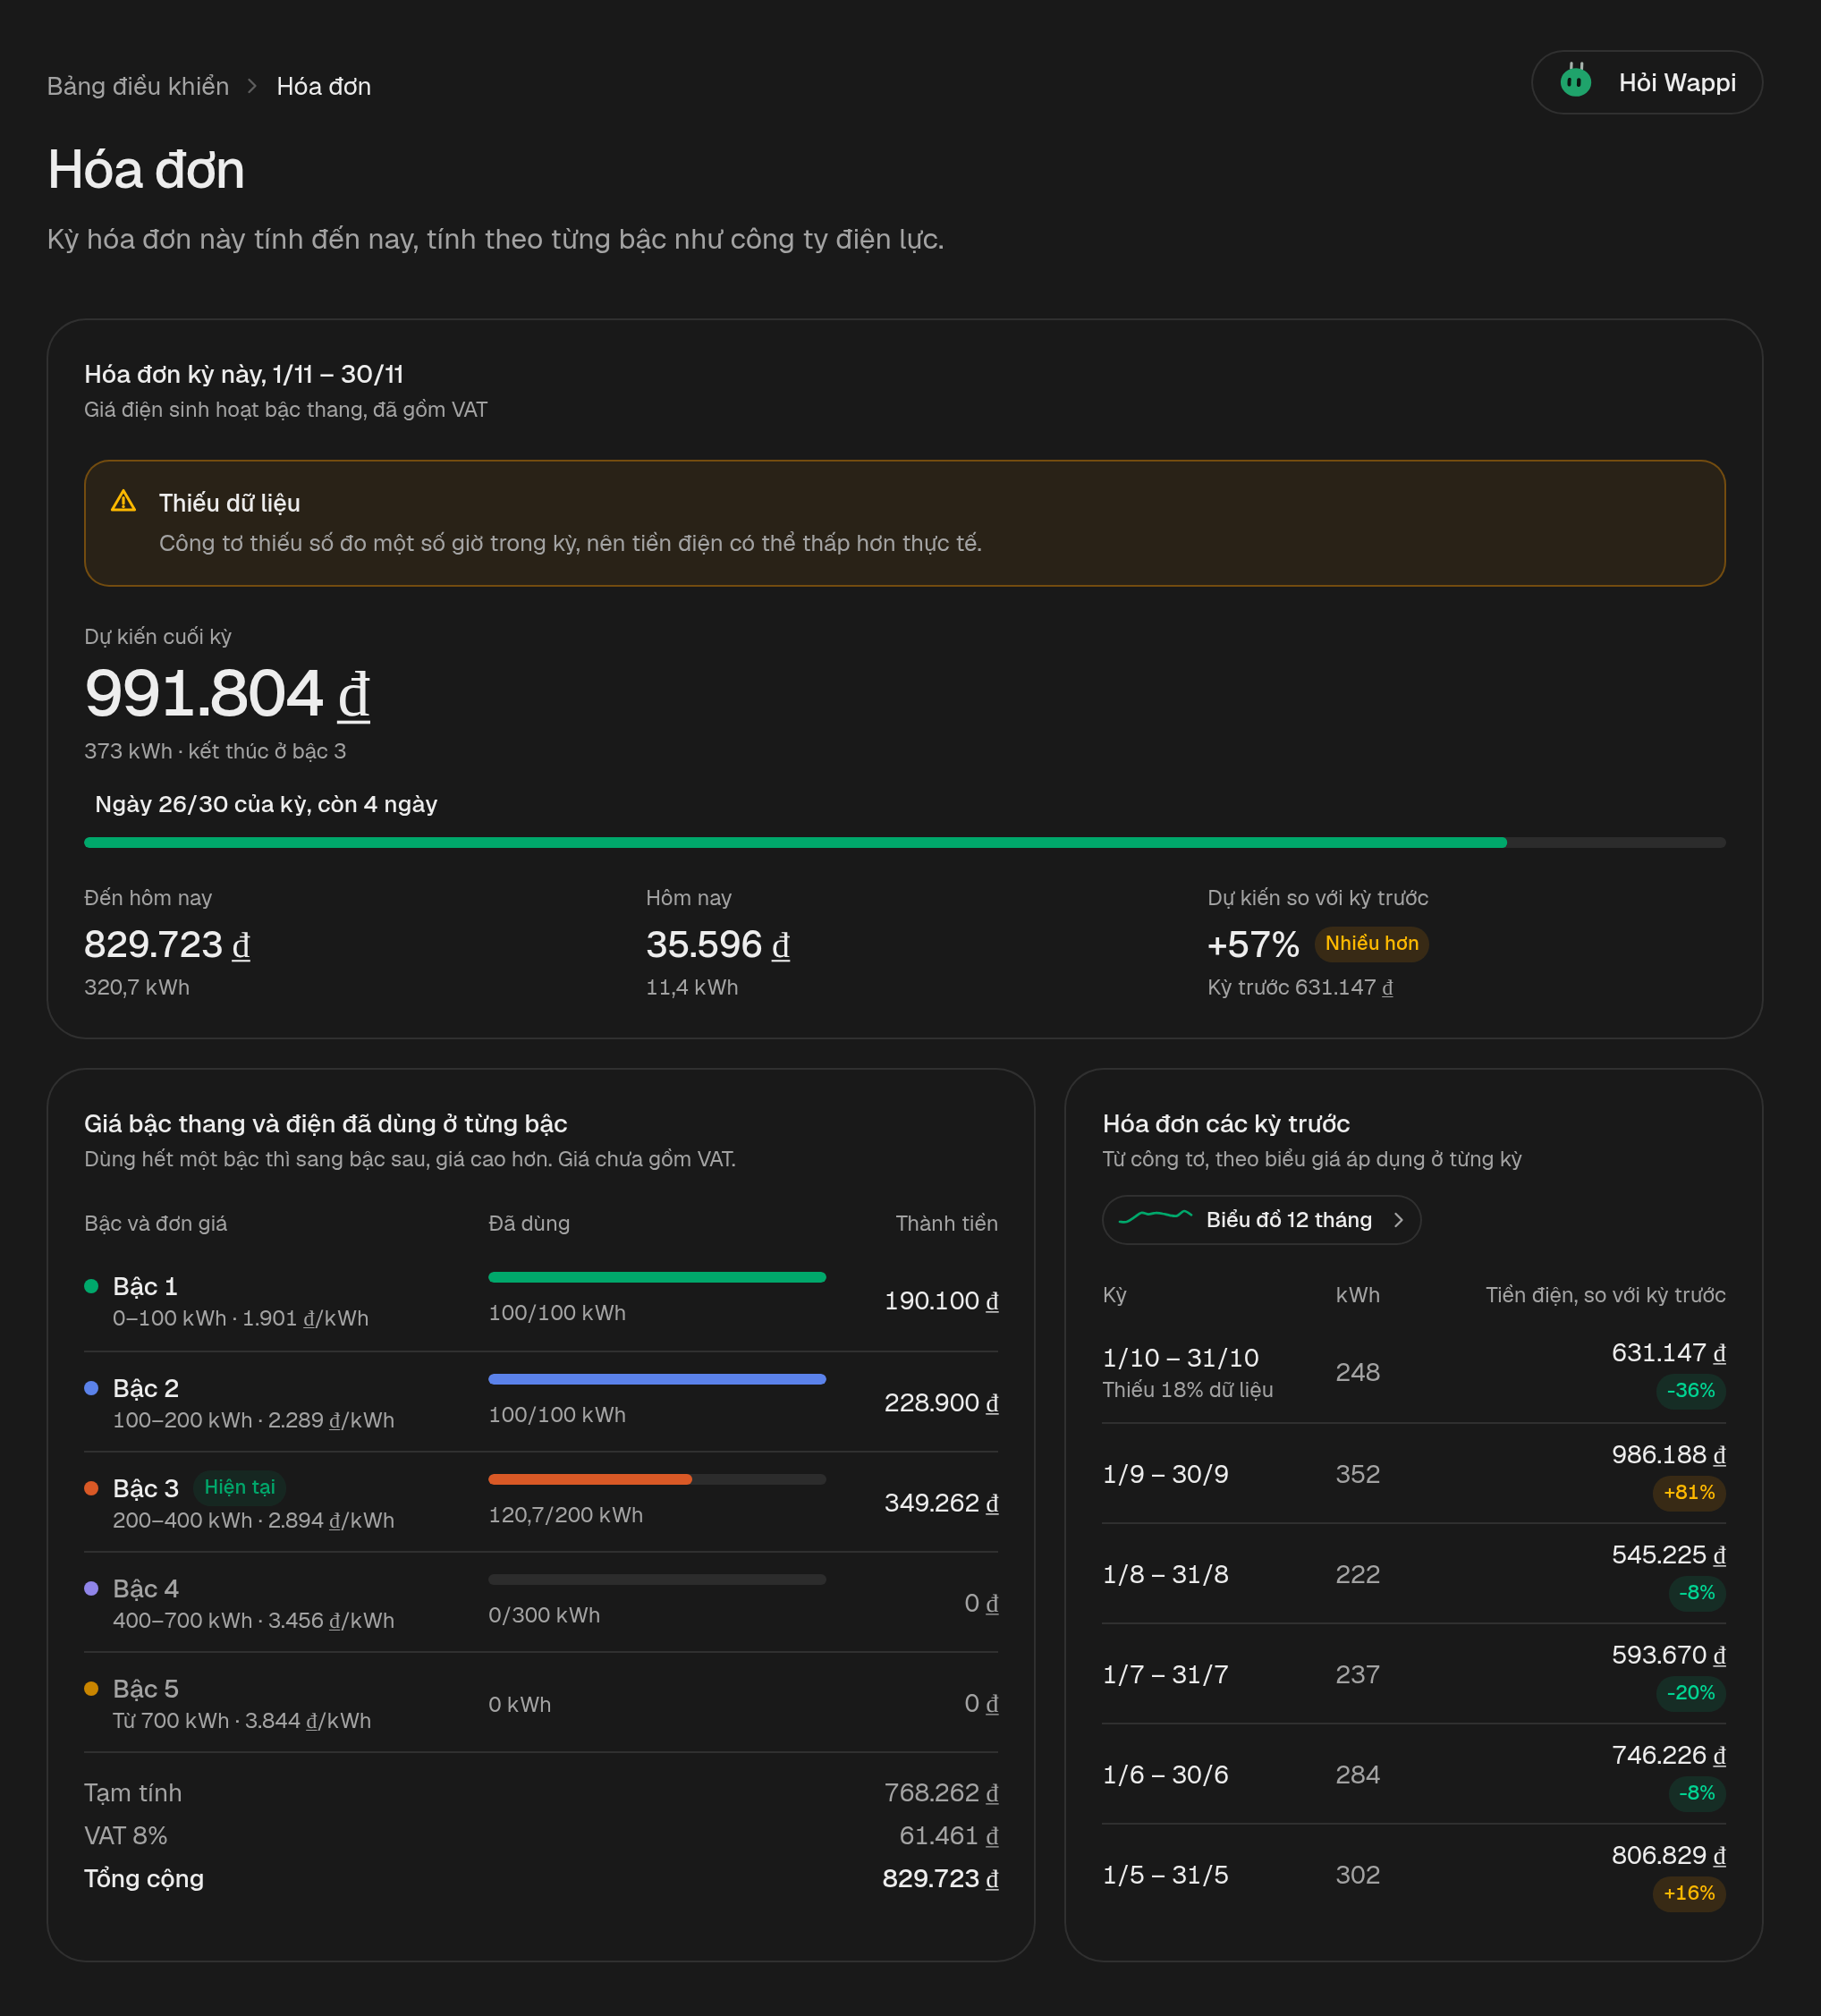 Bảng điều khiển > Hóa đơn
Hỏi Wappi
Hóa đơn
Kỳ hóa đơn này tính đến nay, tính theo từng bậc như công ty điện lực.
Hóa đơn kỳ này, 1/11 – 30/11
Giá điện sinh hoạt bậc thang, đã gồm VAT
Thiếu dữ liệu
Công tơ thiếu số đo một số giờ trong kỳ, nên tiền điện có thể thấp hơn thực tế.
Dự kiến cuối kỳ
991.804 ₫
373 kWh · kết thúc ở bậc 3
Ngày 26/30 của kỳ, còn 4 ngày
Đến hôm nay
829.723 ₫
320,7 kWh
Hôm nay
35.596 ₫
11,4 kWh
Dự kiến so với kỳ trước
+57% Nhiều hơn
Kỳ trước 631.147 ₫
Giá bậc thang và điện đã dùng ở từng bậc
Dùng hết một bậc thì sang bậc sau, giá cao hơn. Giá chưa gồm VAT.
Bậc và đơn giá Đã dùng Thành tiền
Bậc 1
0–100 kWh · 1.901 ₫/kWh
100/100 kWh
190.100 ₫
Bậc 2
100–200 kWh · 2.289 ₫/kWh
100/100 kWh
228.900 ₫
Bậc 3 Hiện tại
200–400 kWh · 2.894 ₫/kWh
120,7/200 kWh
349.262 ₫
Bậc 4
400–700 kWh · 3.456 ₫/kWh
0/300 kWh
0 ₫
Bậc 5
Từ 700 kWh · 3.844 ₫/kWh
0 kWh
0 ₫
Tạm tính 768.262 ₫
VAT 8% 61.461 ₫
Tổng cộng 829.723 ₫
Hóa đơn các kỳ trước
Từ công tơ, theo biểu giá áp dụng ở từng kỳ
Biểu đồ 12 tháng
Kỳ kWh Tiền điện, so với kỳ trước
1/10 – 31/10
Thiếu 18% dữ liệu
248
631.147 ₫
-36%
1/9 – 30/9
352
986.188 ₫
+81%
1/8 – 31/8
222
545.225 ₫
-8%
1/7 – 31/7
237
593.670 ₫
-20%
1/6 – 30/6
284
746.226 ₫
-8%
1/5 – 31/5
302
806.829 ₫
+16%